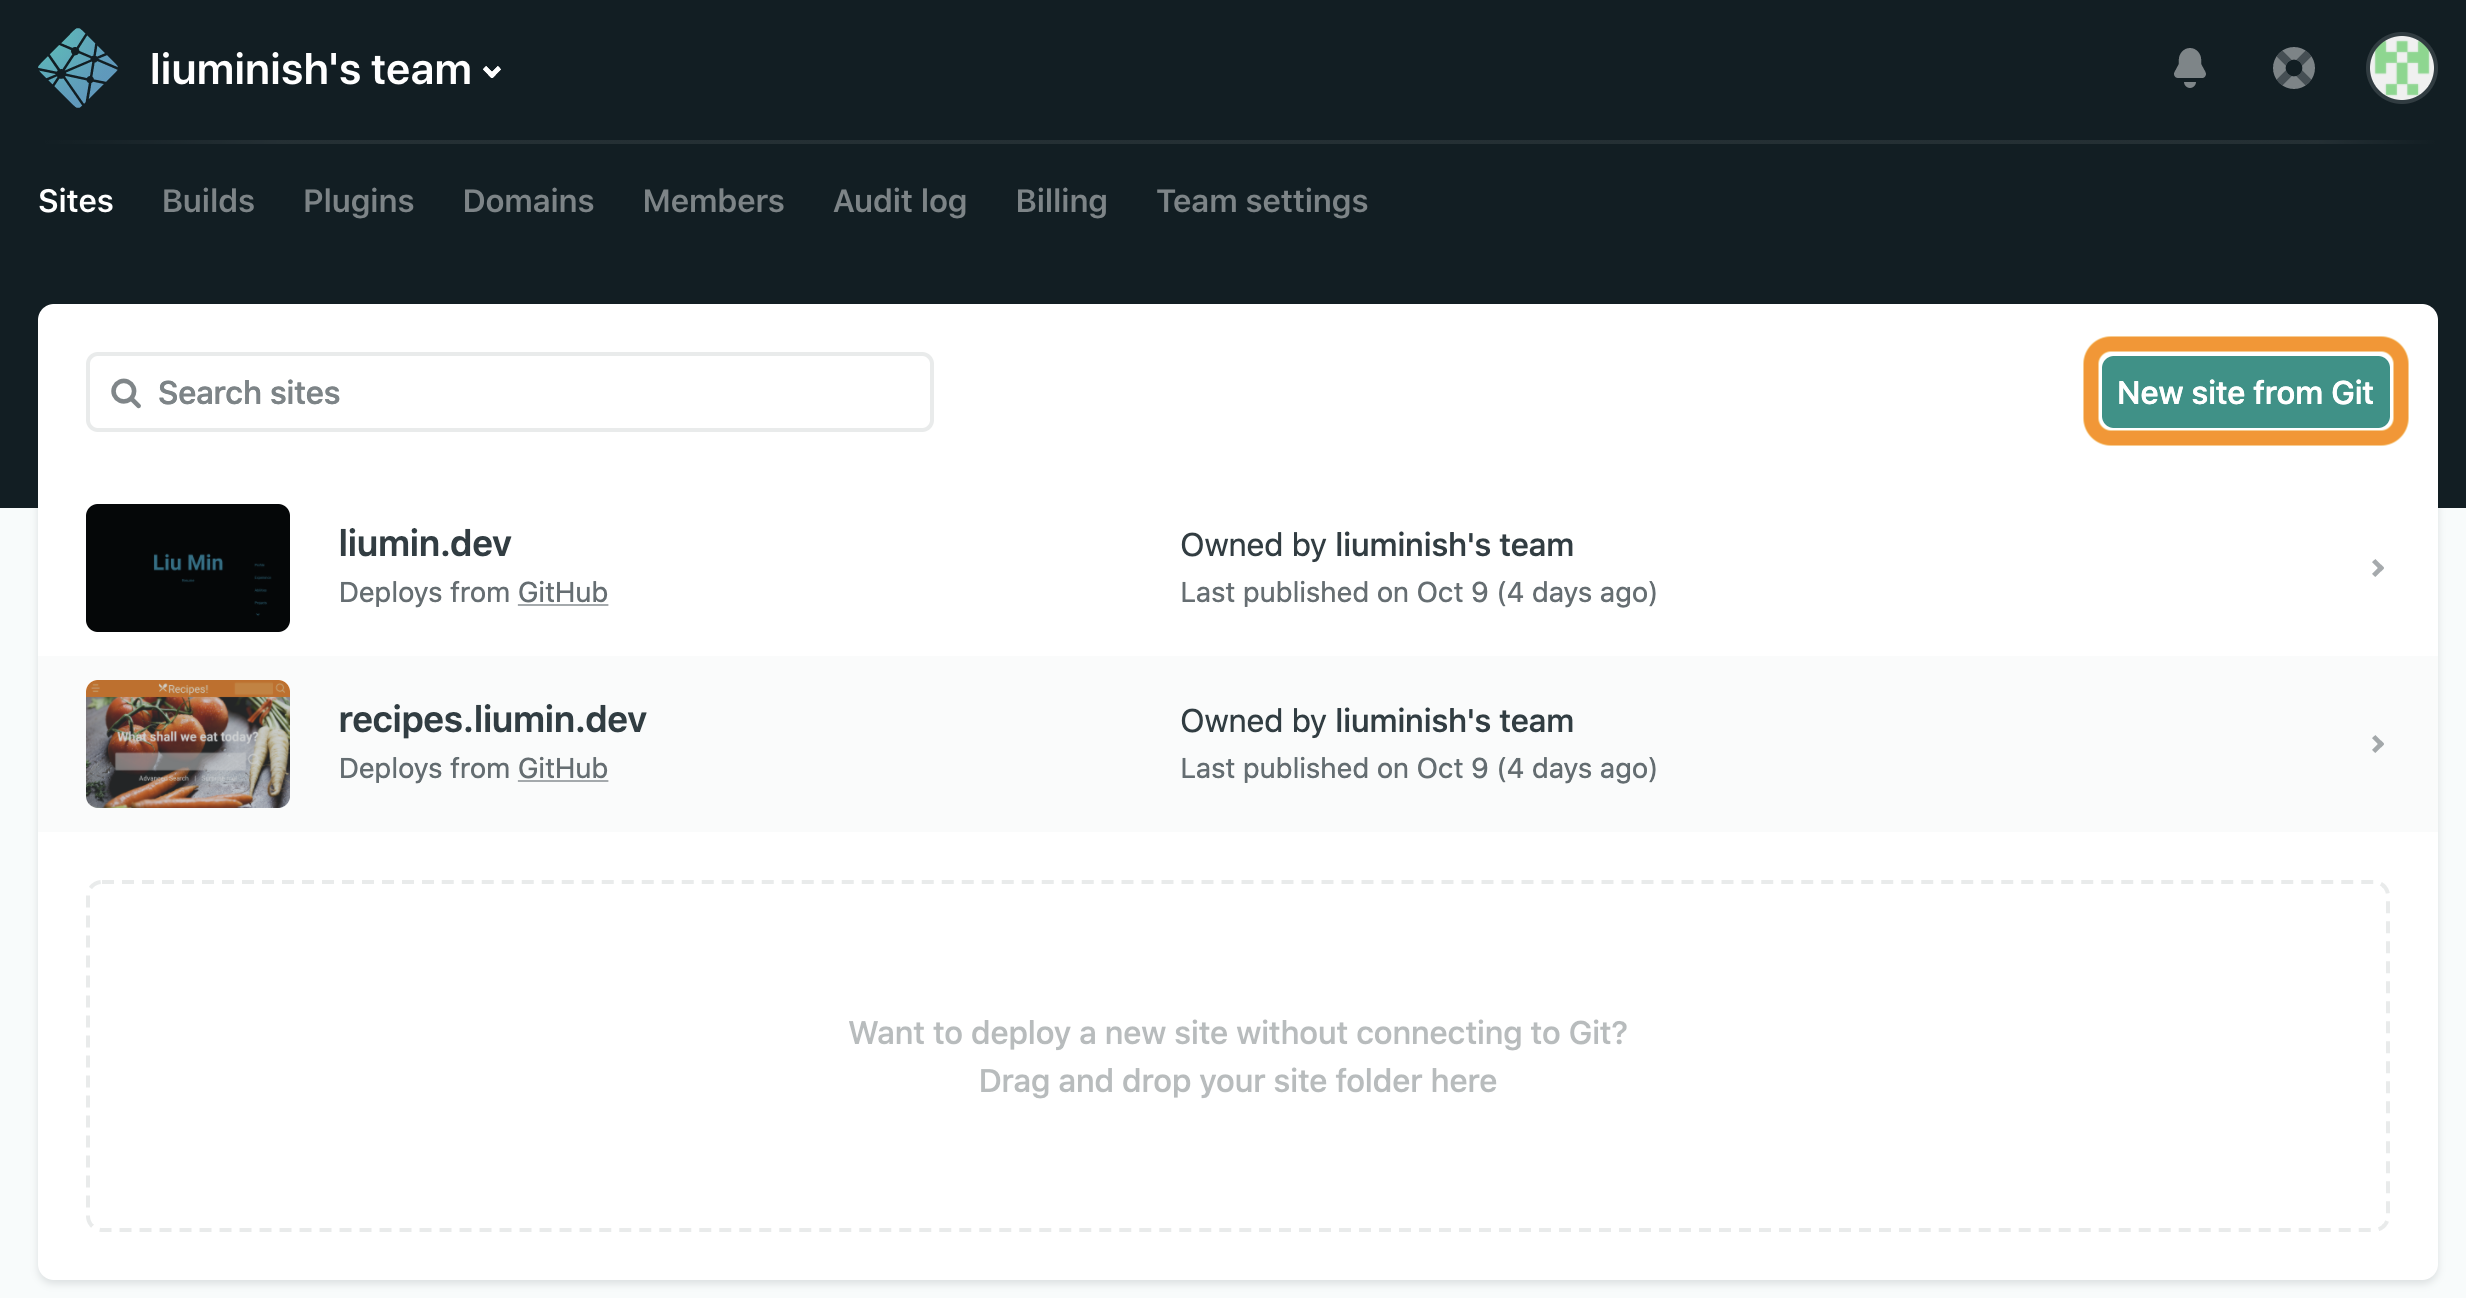 liuminish's team
Sites Builds Plugins Domains Members Audit log Billing Team settings
Search sites
New site from Git
Liu Min
liumin.dev
Deploys from GitHub
Owned by liuminish's team
Last published on Oct 9 (4 days ago)
Recipes!
What shall we eat today?
Advanced Search
recipes.liumin.dev
Deploys from GitHub
Owned by liuminish's team
Last published on Oct 9 (4 days ago)
Want to deploy a new site without connecting to Git?
Drag and drop your site folder here